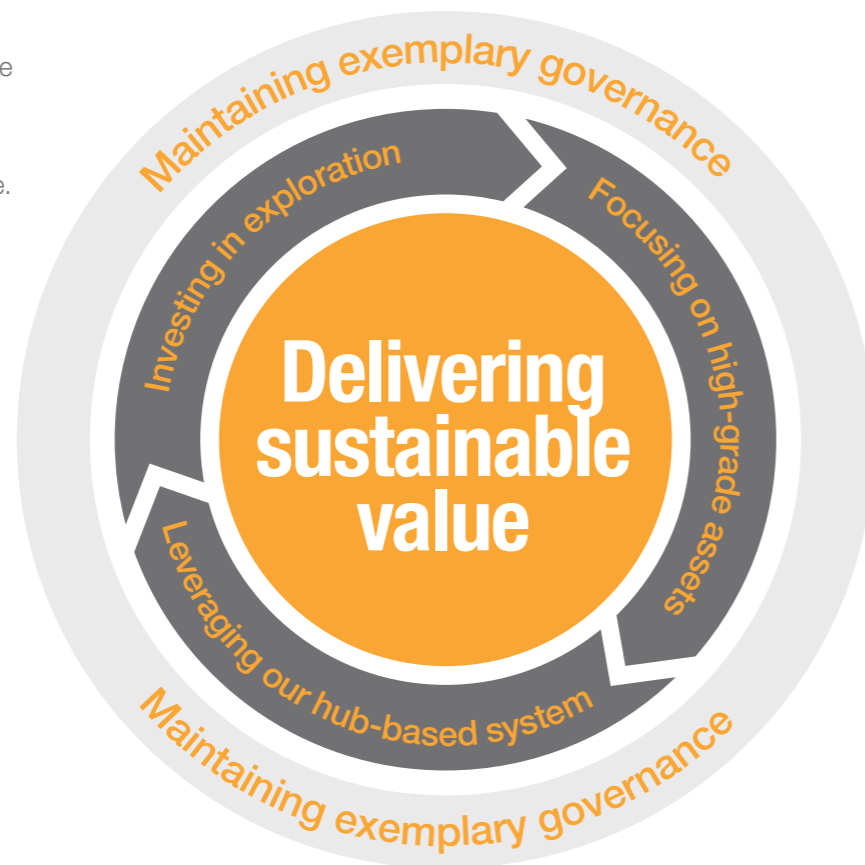 e
e.
Maintaining exemplary governance
Investing in exploration
Focusing on high-grade assets
Delivering
sustainable
value
Leveraging our hub-based system
Maintaining exemplary governance